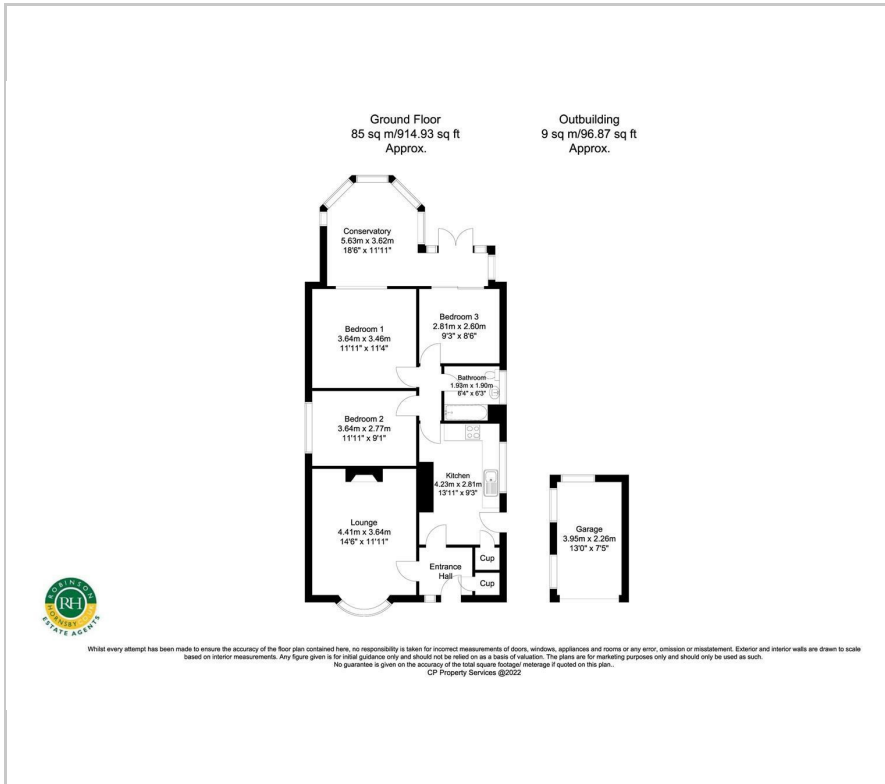 Ground Floor
85 sq m/914.93 sq ft
Approx.
Outbuilding
9 sq m/96.87 sq ft
Approx.
Conservatory
5.63m x 3.62m
18'6" x 11'11"
Bedroom 1
3.64m x 3.46m
11'11" x 11'4"
Bedroom 3
2.81m x 2.60m
9'3" x 8'6"
Bathroom
1.93m x 1.90m
6'4" x 6'3"
Bedroom 2
3.64m x 2.77m
11'11" x 9'1"
Kitchen
4.23m x 2.81m
13'11" x 9'3"
Lounge
4.41m x 3.64m
14'6" x 11'11"
Entrance
Hall
Cup
Cup
Garage
3.95m x 2.26m
13'0" x 7'5"
ROBINSON
HORNSBY
RH
ESTATE AGENTS
Whilst every attempt has been made to ensure the accuracy of the floor plan contained here, no responsibility is taken for incorrect measurements of doors, windows, appliances and rooms or any error, omission or misstatement. Exterior and interior walls are drawn to scale
based on interior measurements. Any figure given is for initial guidance only and should not be relied on as a basis of valuation. The plans are for marketing purposes only and should only be used as such.
No guarantee is given on the accuracy of the total square footage/ meterage if quoted on this plan..
CP Property Services @2022